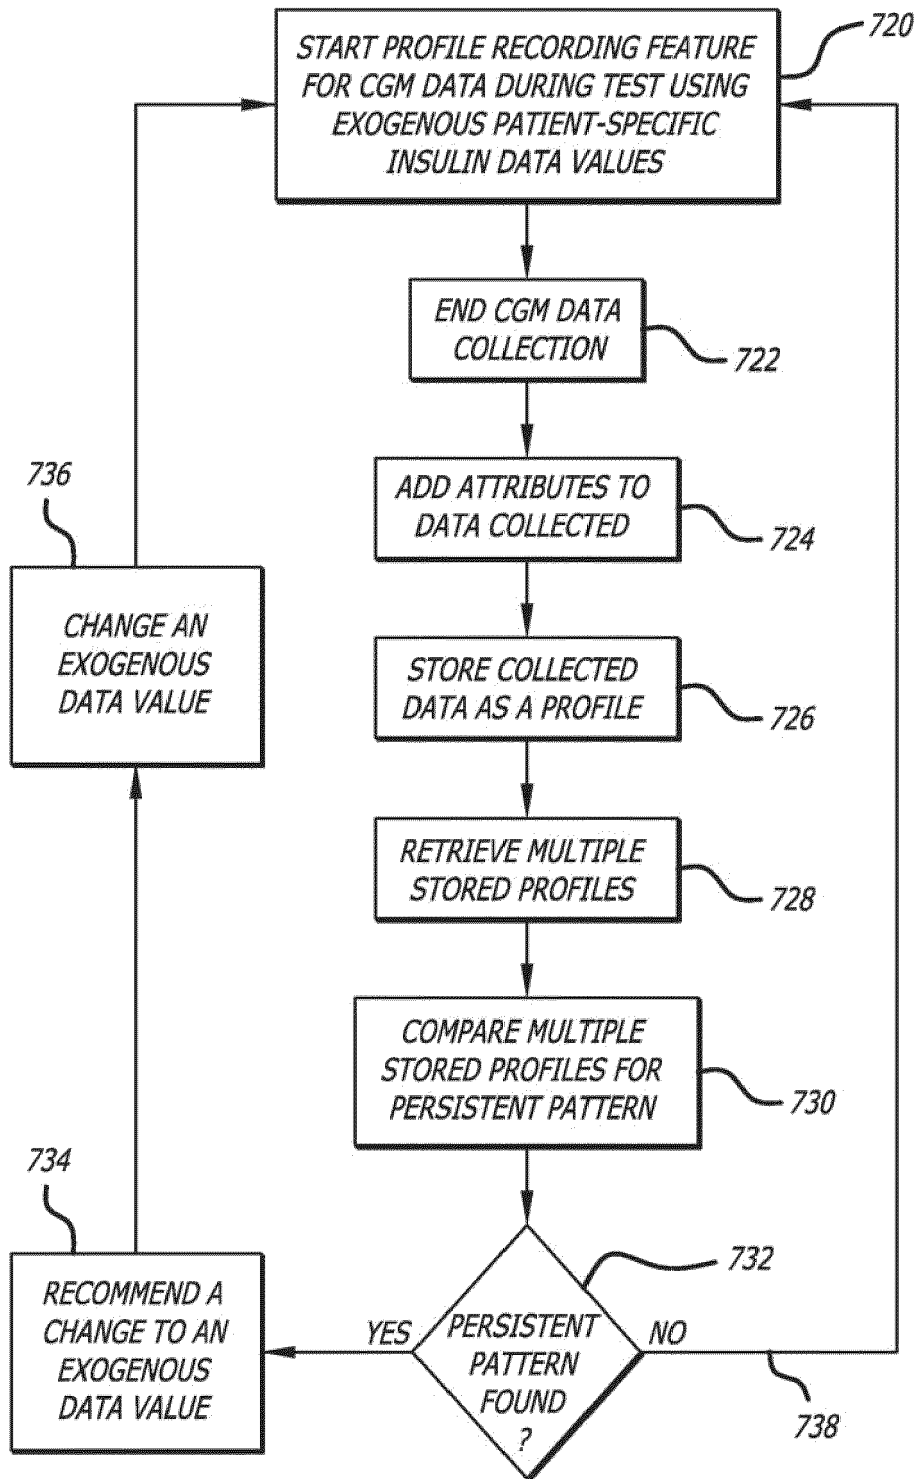 720
START PROFILE RECORDING FEATURE
FOR CGM DATA DURING TEST USING
EXOGENOUS PATIENT-SPECIFIC
INSULIN DATA VALUES
END CGM DATA
COLLECTION
722
ADD ATTRIBUTES TO
DATA COLLECTED
724
736
CHANGE AN
EXOGENOUS
DATA VALUE
STORE COLLECTED
DATA AS A PROFILE
726
RETRIEVE MULTIPLE
STORED PROFILES
728
COMPARE MULTIPLE
STORED PROFILES FOR
PERSISTENT PATTERN
730
734
RECOMMEND A
CHANGE TO AN
EXOGENOUS
DATA VALUE
732
YES
PERSISTENT
PATTERN
FOUND
?
NO
738